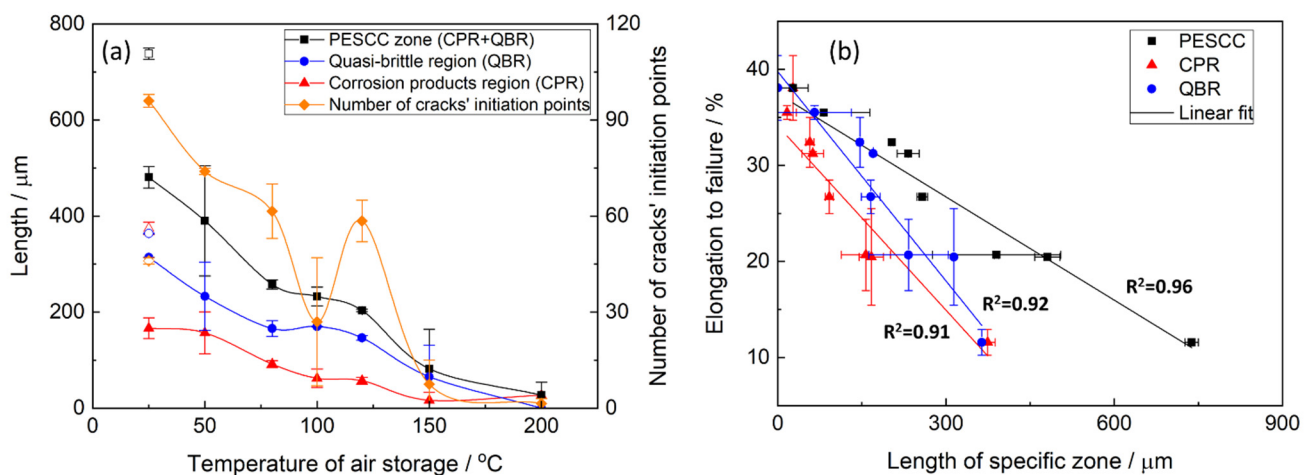 (a)
PESCC zone (CPR+QBR)
Quasi-brittle region (QBR)
Corrosion products region (CPR)
Number of cracks' initiation points
800
600
400
200
0
Length / μm
0
50
100
150
200
Temperature of air storage / °C
120
90
60
30
0
Number of cracks' initiation points
(b)
PESCC
CPR
QBR
Linear fit
40
30
20
10
Elongation to failure / %
R²=0.96
R²=0.92
R²=0.91
0
300
600
900
Length of specific zone / μm